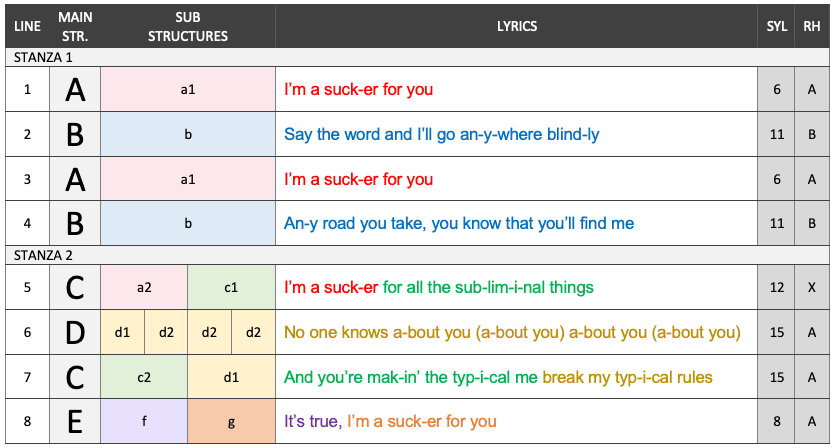 LINE MAIN STR. SUB STRUCTURES LYRICS SYL RH
STANZA 1
1 A a1 I'm a suck-er for you 6 A
2 B b Say the word and I'll go an-y-where blind-ly 11 B
3 A a1 I'm a suck-er for you 6 A
4 B b An-y road you take, you know that you'll find me 11 B
STANZA 2
5 C a2 c1 I'm a suck-er for all the sub-lim-i-nal things 12 X
6 D d1 d2 d2 d2 No one knows a-bout you (a-bout you) a-bout you (a-bout you) 15 A
7 C c2 d1 And you're mak-in' the typ-i-cal me break my typ-i-cal rules 15 A
8 E f g It's true, I'm a suck-er for you 8 A